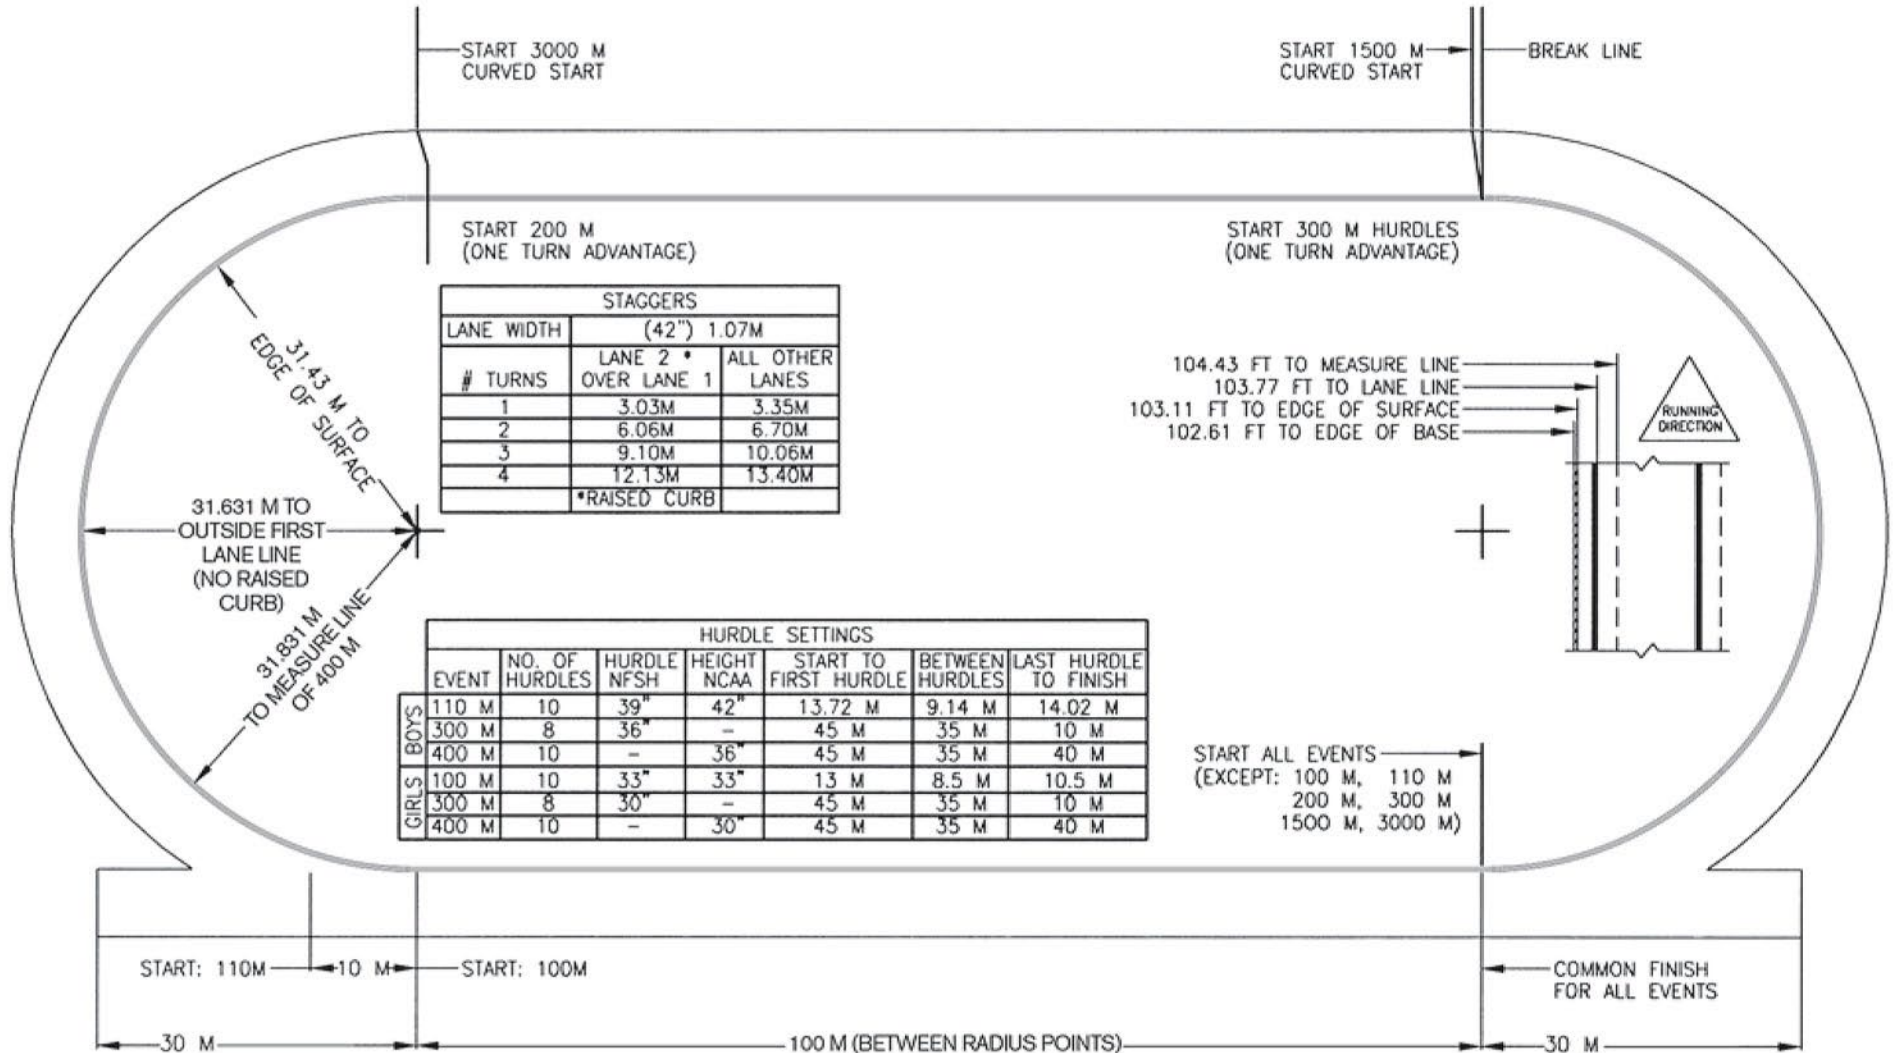 START 3000 M
CURVED START
START 1500 M
CURVED START
BREAK LINE
START 200 M
(ONE TURN ADVANTAGE)
START 300 M HURDLES
(ONE TURN ADVANTAGE)
31.43 M TO
EDGE OF SURFACE
31.631 M TO
OUTSIDE FIRST
LANE LINE
(NO RAISED
CURB)
31.831 M
TO MEASURE LINE
OF 400 M
STAGGERS
LANE WIDTH (42") 1.07M
# TURNS LANE 2 * OVER LANE 1 ALL OTHER LANES
1 3.03M 3.35M
2 6.06M 6.70M
3 9.10M 10.06M
4 12.13M 13.40M
*RAISED CURB
104.43 FT TO MEASURE LINE
103.77 FT TO LANE LINE
103.11 FT TO EDGE OF SURFACE
102.61 FT TO EDGE OF BASE
RUNNING
DIRECTION
HURDLE SETTINGS
EVENT NO. OF HURDLES HURDLE NFSH HEIGHT NCAA START TO FIRST HURDLE BETWEEN HURDLES LAST HURDLE TO FINISH
BOYS
110 M 10 39" 42" 13.72 M 9.14 M 14.02 M
300 M 8 36" - 45 M 35 M 10 M
400 M 10 - 36" 45 M 35 M 40 M
GIRLS
100 M 10 33" 33" 13 M 8.5 M 10.5 M
300 M 8 30" - 45 M 35 M 10 M
400 M 10 - 30" 45 M 35 M 40 M
START ALL EVENTS
(EXCEPT: 100 M, 110 M
200 M, 300 M
1500 M, 3000 M)
START: 110M
10 M
START: 100M
COMMON FINISH
FOR ALL EVENTS
30 M
100 M (BETWEEN RADIUS POINTS)
30 M